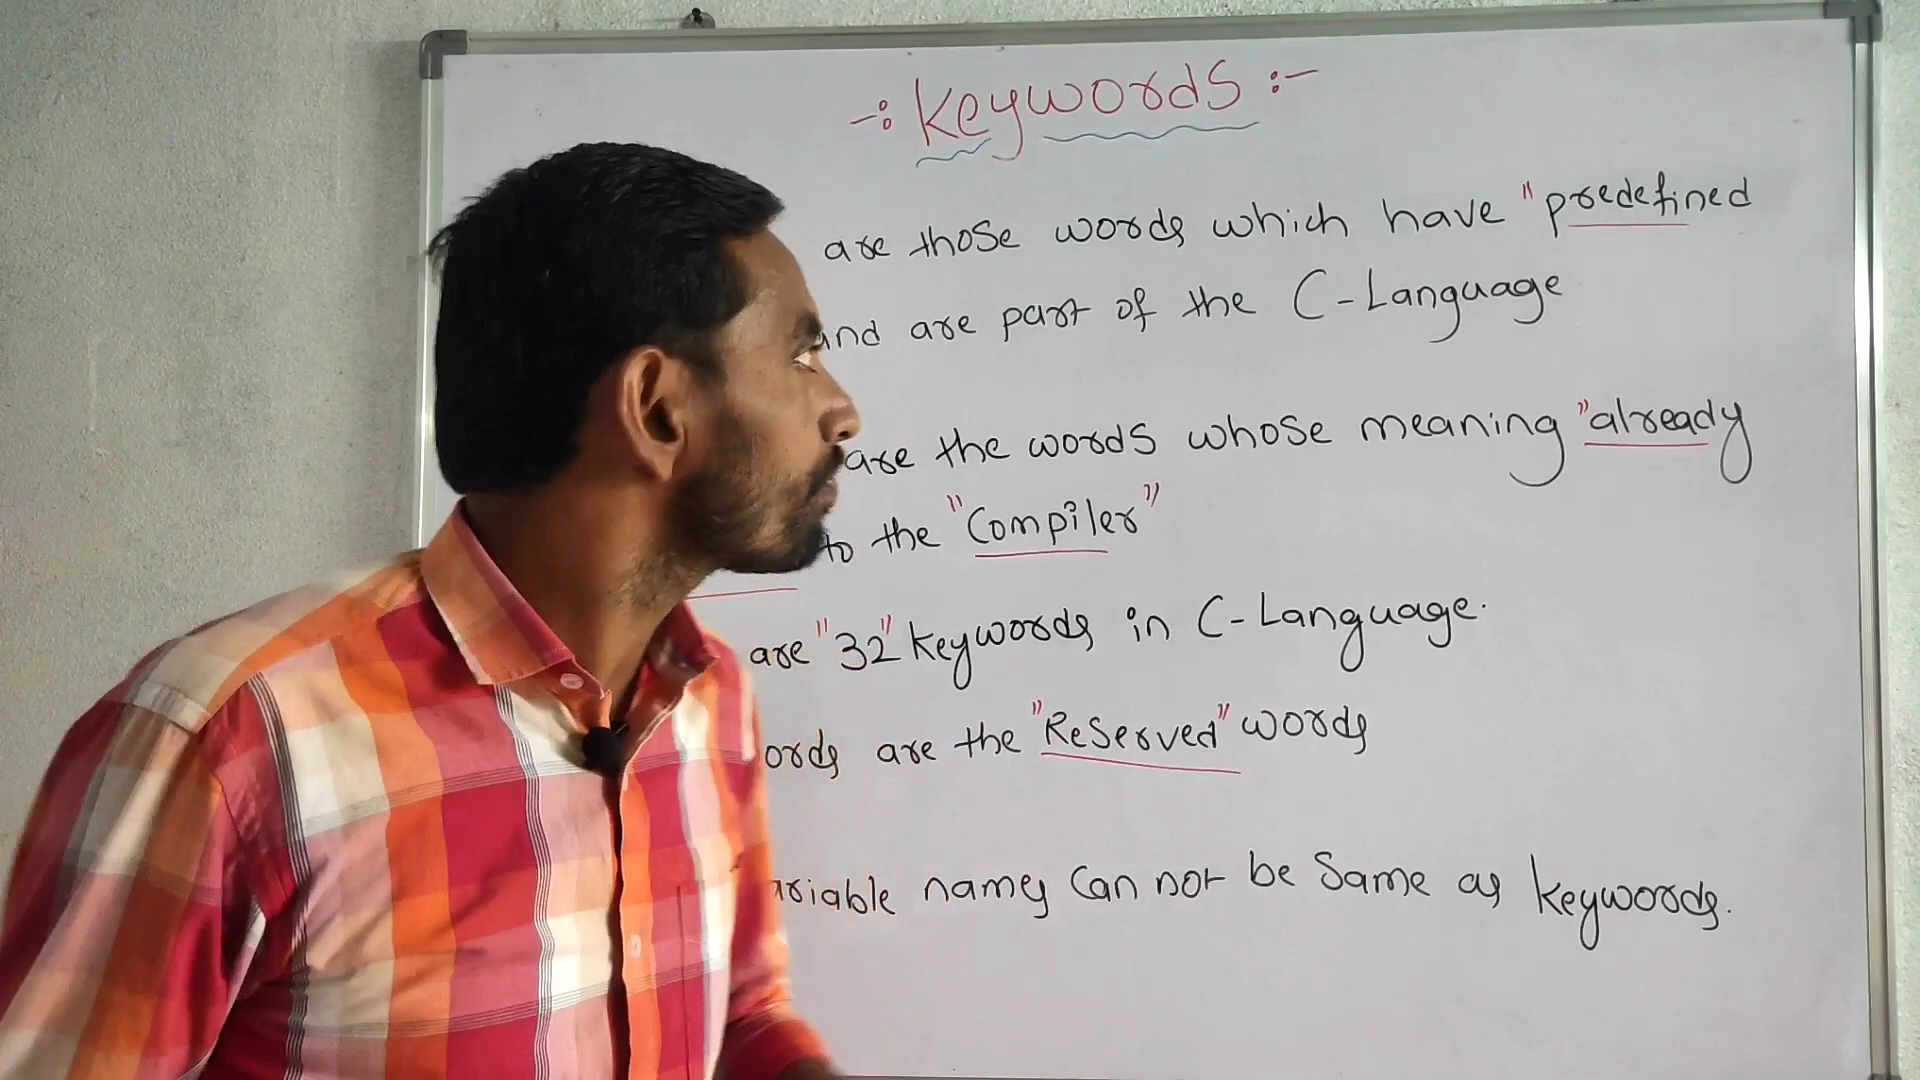 -: Keywords :-
are those words which have "predefined
and are part of the C-Language
are the words whose meaning "already
to the "Compiler"
are "32" keywords in C-Language.
ords are the "Reserved" words
ariable names Can not be Same as keywords.